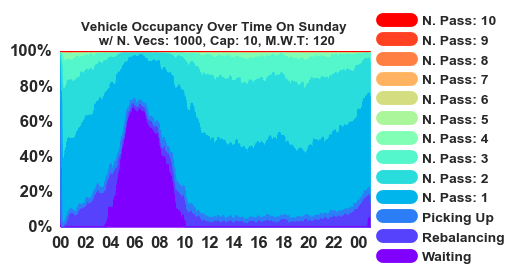 Vehicle Occupancy Over Time On Sunday
w/ N. Vecs: 1000, Cap: 10, M.W.T: 120
100%
80%
60%
40%
20%
0%
00 02 04 06 08 10 12 14 16 18 20 22 00
N. Pass: 10
N. Pass: 9
N. Pass: 8
N. Pass: 7
N. Pass: 6
N. Pass: 5
N. Pass: 4
N. Pass: 3
N. Pass: 2
N. Pass: 1
Picking Up
Rebalancing
Waiting